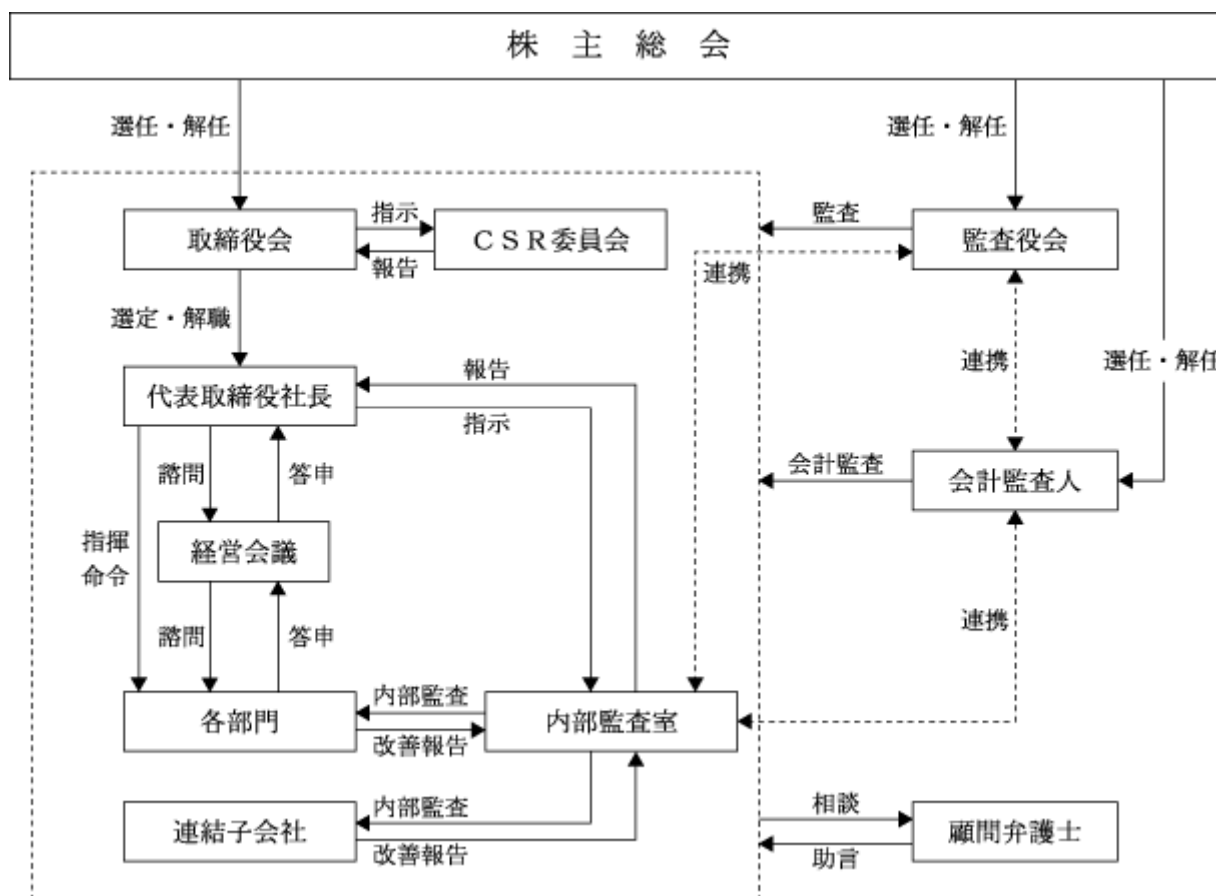 株主総会
選任・解任
選任・解任
取締役会
指示
報告
ＣＳＲ委員会
監査
連携
監査役会
選定・解職
連携
選任・解任
代表取締役社長
報告
指示
諮問
答申
会計監査
会計監査人
指揮
命令
経営会議
諮問
答申
連携
各部門
内部監査
改善報告
内部監査室
連結子会社
内部監査
改善報告
相談
助言
顧問弁護士